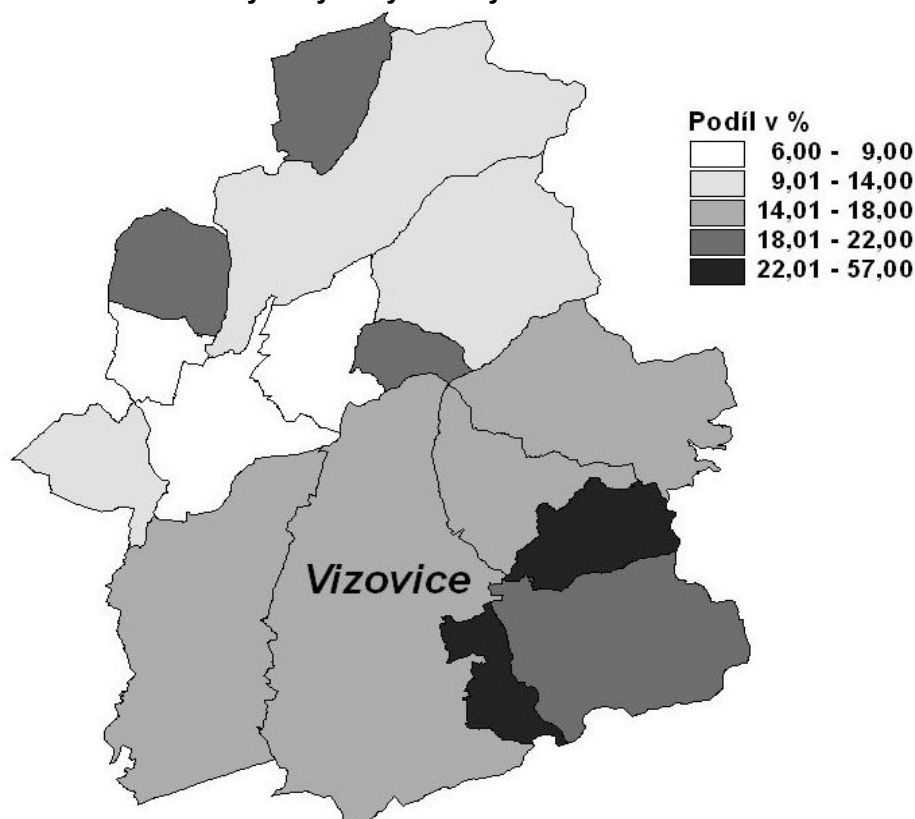 Podíl v %
6,00 - 9,00
9,01 - 14,00
14,01 - 18,00
18,01 - 22,00
22,01 - 57,00
Vizovice